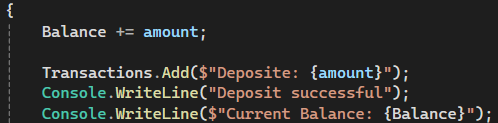 {
Balance += amount;
Transactions.Add($"Deposite: {amount}");
Console.WriteLine("Deposit successful");
Console.WriteLine($"Current Balance: {Balance}");